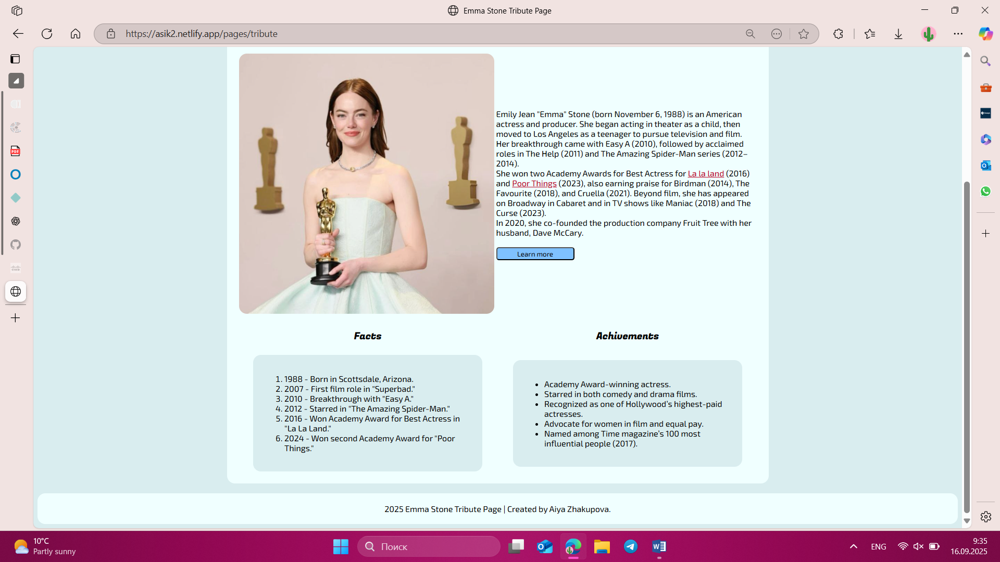 Emma Stone Tribute Page
https://asik2.netlify.app/pages/tribute
PDF
CISCO
Emily Jean "Emma" Stone (born November 6, 1988) is an American
actress and producer. She began acting in theater as a child, then
moved to Los Angeles as a teenager to pursue television and film.
Her breakthrough came with Easy A (2010), followed by acclaimed
roles in The Help (2011) and The Amazing Spider-Man series (2012–
2014).
She won two Academy Awards for Best Actress for La la land (2016)
and Poor Things (2023), also earning praise for Birdman (2014), The
Favourite (2018), and Cruella (2021). Beyond film, she has appeared
on Broadway in Cabaret and in TV shows like Maniac (2018) and The
Curse (2023).
In 2020, she co-founded the production company Fruit Tree with her
husband, Dave McCary.
Learn more
Facts
1. 1988 - Born in Scottsdale, Arizona.
2. 2007 - First film role in "Superbad."
3. 2010 - Breakthrough with "Easy A."
4. 2012 - Starred in "The Amazing Spider-Man."
5. 2016 - Won Academy Award for Best Actress in
"La La Land."
6. 2024 - Won second Academy Award for "Poor
Things."
Achivements
• Academy Award-winning actress.
• Starred in both comedy and drama films.
• Recognized as one of Hollywood's highest-paid
actresses.
• Advocate for women in film and equal pay.
• Named among Time magazine's 100 most
influential people (2017).
2025 Emma Stone Tribute Page | Created by Aiya Zhakupova.
10°C
Partly sunny
Поиск
ENG
9:35
16.09.2025